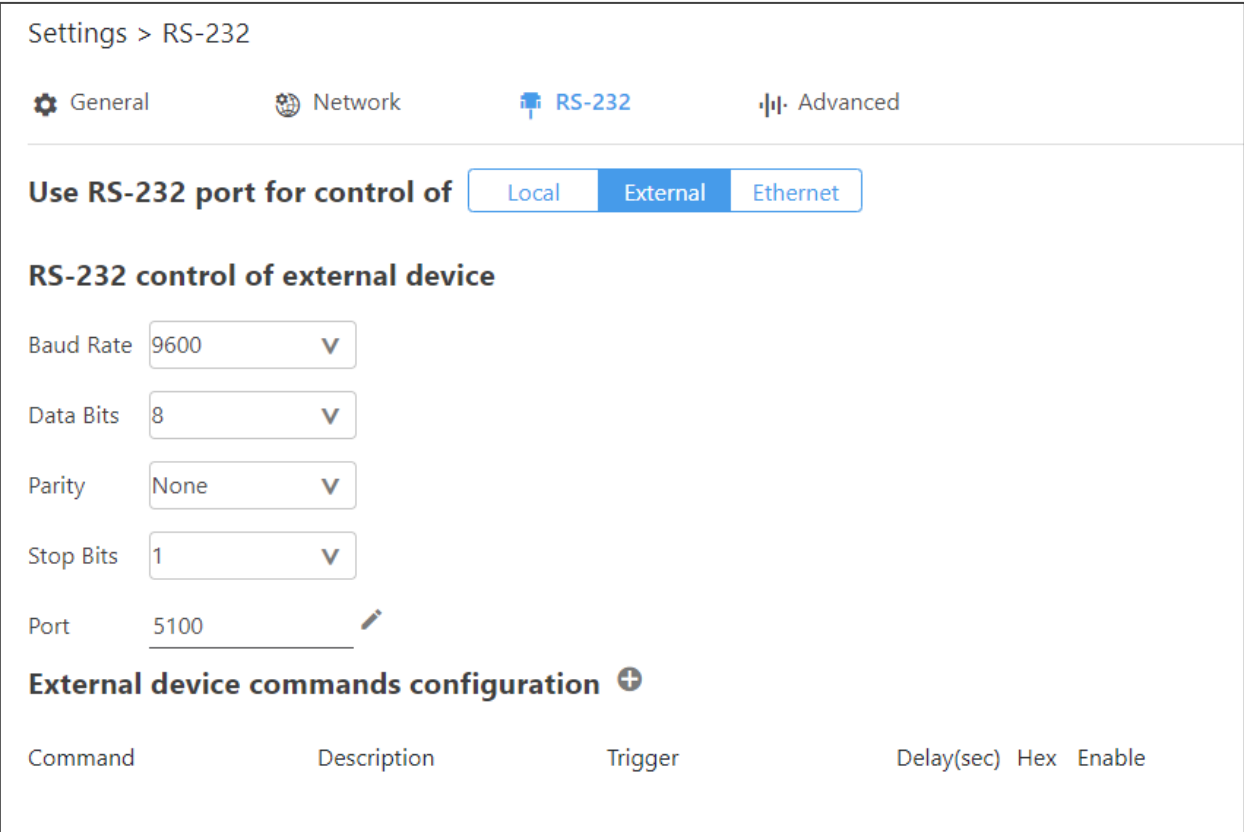 Settings > RS-232
General Network RS-232 Advanced
Use RS-232 port for control of Local External Ethernet
RS-232 control of external device
Baud Rate 9600
Data Bits 8
Parity None
Stop Bits 1
Port 5100
External device commands configuration
Command Description Trigger Delay(sec) Hex Enable